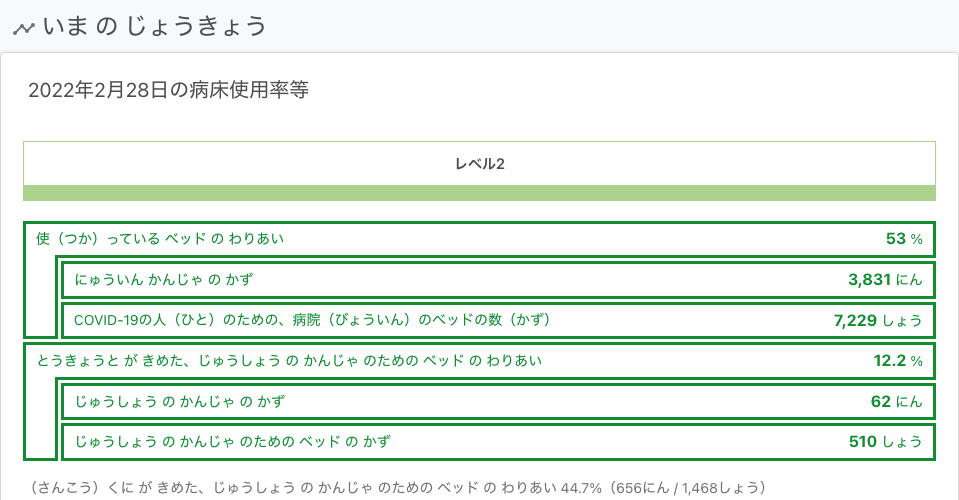 いま の じょうきょう
2022年2月28日の病床使用率等
レベル2
使（つか）っている ベッド の わりあい 53 %
にゅういん かんじゃ の かず 3,831 にん
COVID-19の人（ひと）のための、病院（びょういん）のベッドの数（かず） 7,229 しょう
とうきょうと が きめた、じゅうしょう の かんじゃ のための ベッド の わりあい 12.2 %
じゅうしょう の かんじゃ の かず 62 にん
じゅうしょう の かんじゃ のための ベッド の かず 510 しょう
（さんこう）くに が きめた、じゅうしょう の かんじゃ のための ベッド の わりあい 44.7%（656にん / 1,468しょう）